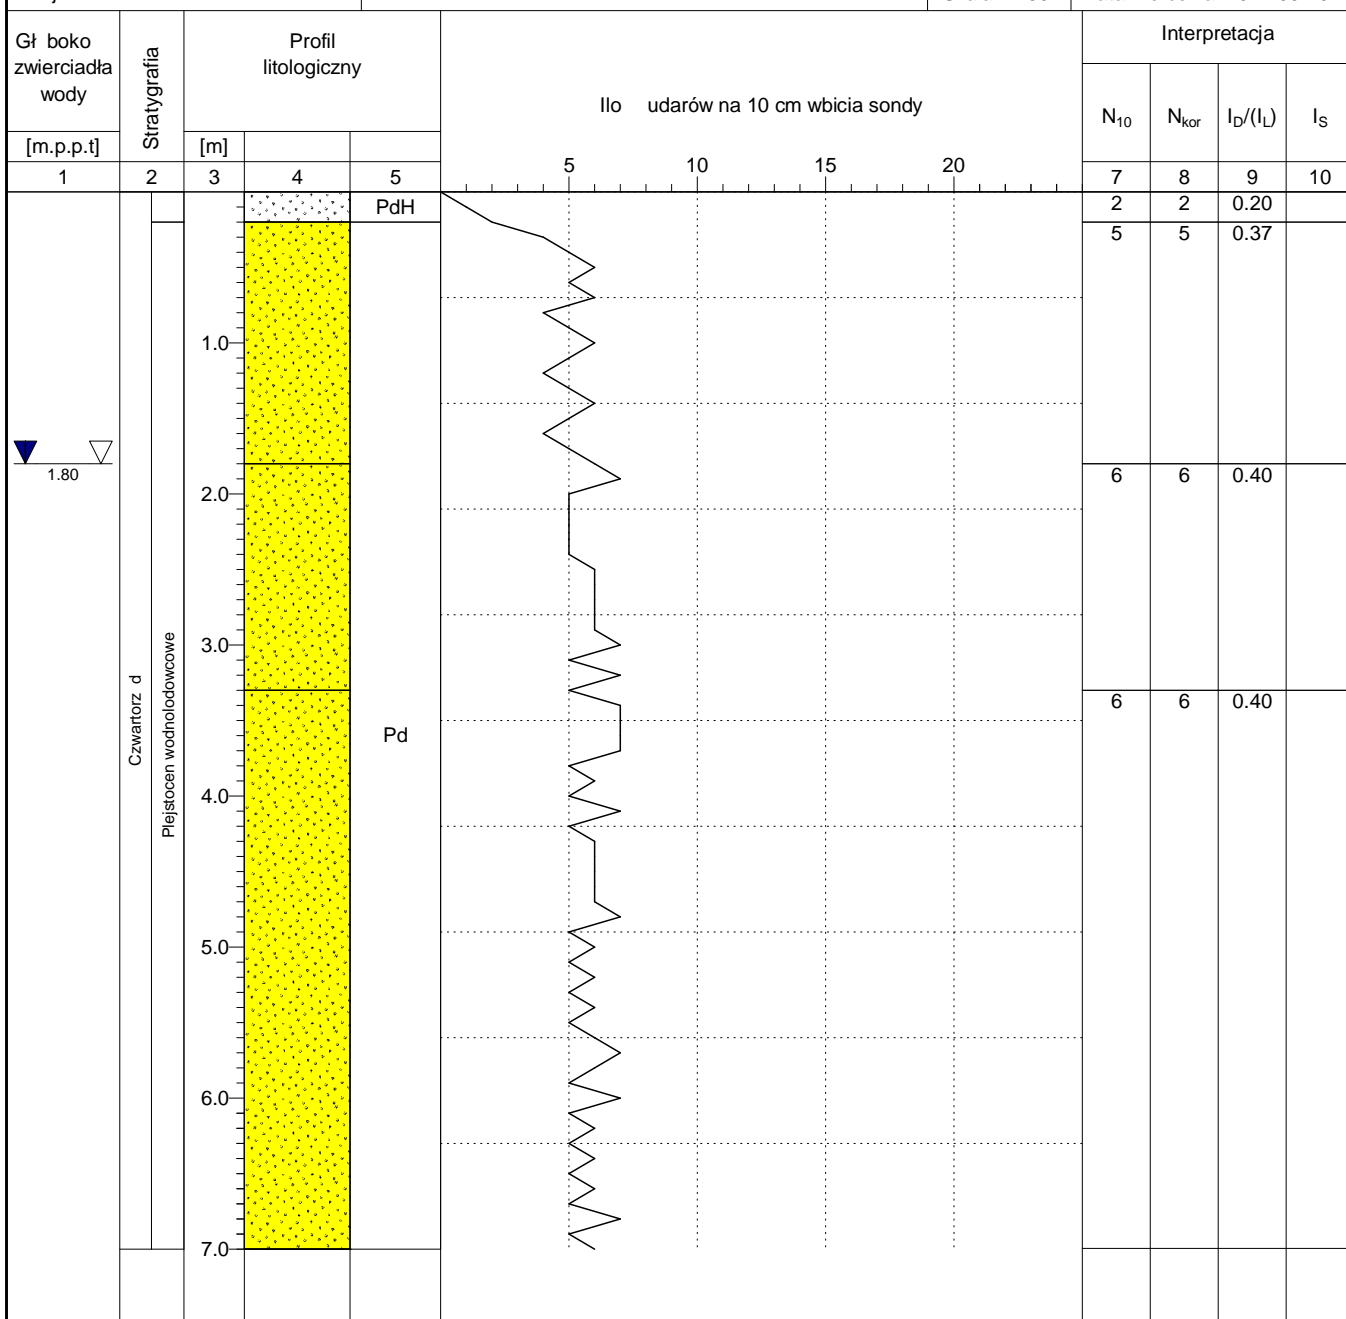 Gł boko
zwierciadła
wody
[m.p.p.t]
Stratygrafia
Profil
litologiczny
[m]
Ilo udarów na 10 cm wbicia sondy
Interpretacja
N10 Nkor ID/(IL) IS
5 10 15 20
1 2 3 4 5 7 8 9 10
PdH 2 2 0.20
5 5 0.37
1.0
1.80
6 6 0.40
2.0
3.0
6 6 0.40
Czwartorz d
Plejstocen wodnolodowcowe
Pd
4.0
5.0
6.0
7.0